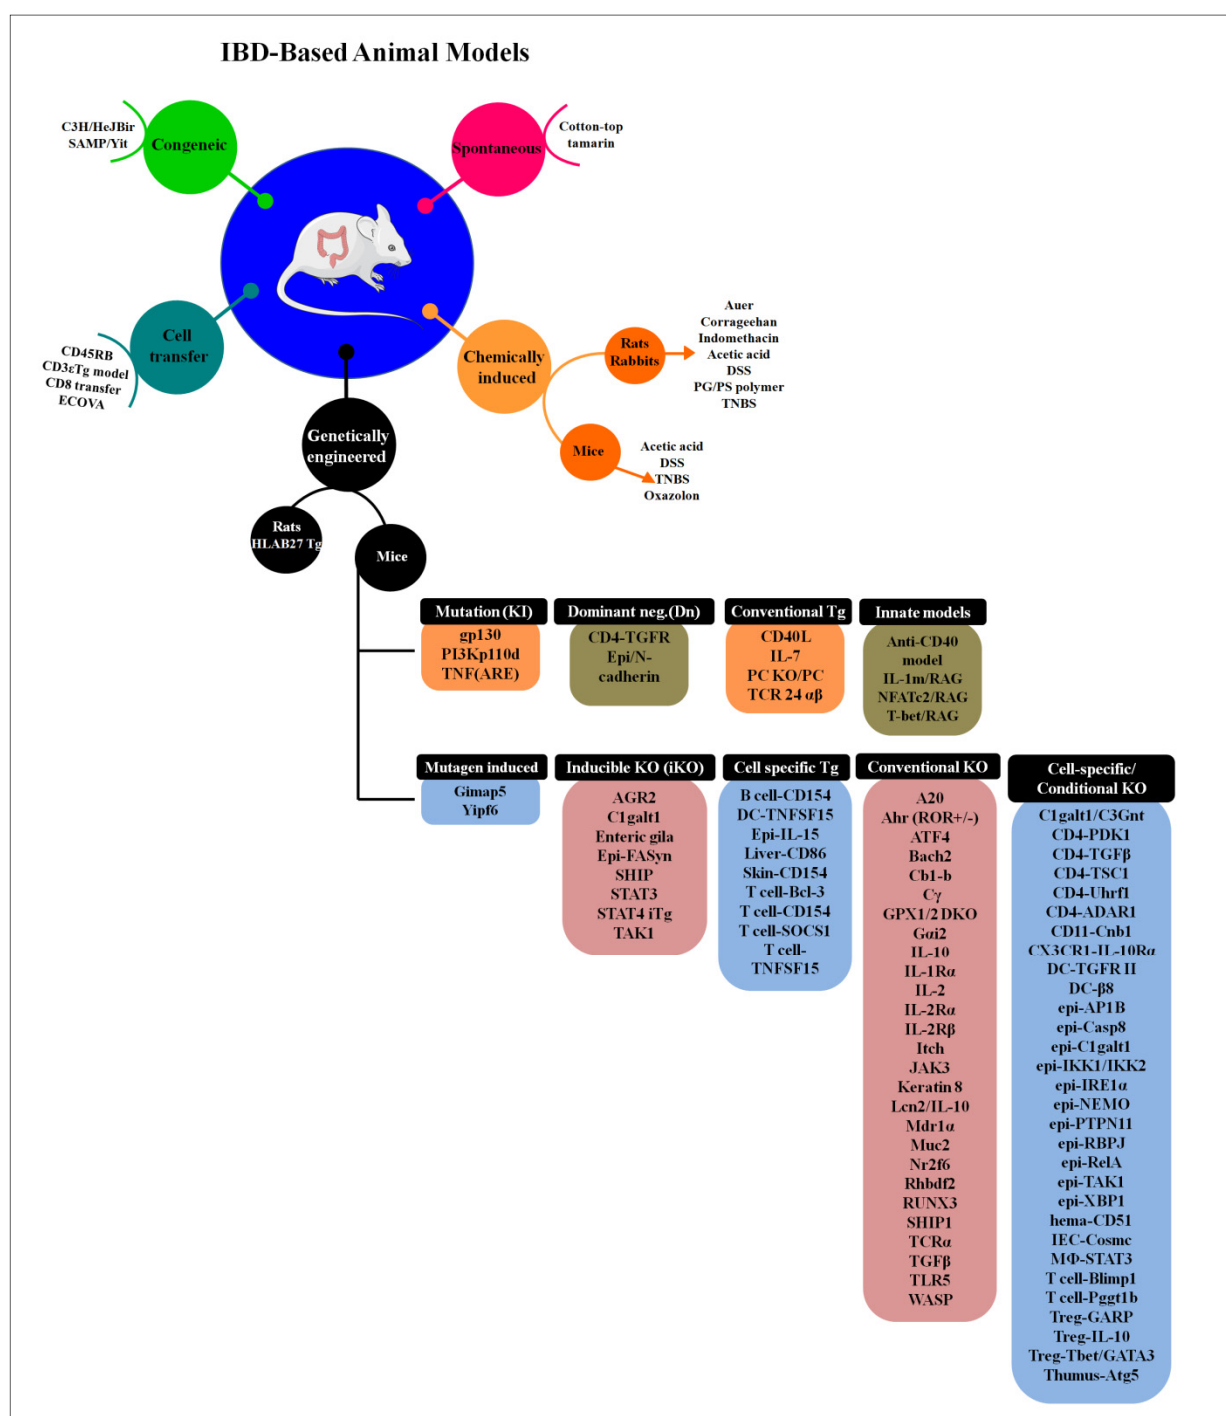 IBD-Based Animal Models
C3H/HeJBir
SAMP/Yit
Congeneic
Spontaneous
Cotton-top
tamarin
Cell
transfer
CD45RB
CD3εTg model
CD8 transfer
ECOVA
Chemically
induced
Rats
Rabbits
Auer
Corrageehan
Indomethacin
Acetic acid
DSS
PG/PS polymer
TNBS
Mice
Acetic acid
DSS
TNBS
Oxazolon
Genetically
engineered
Rats
HLAB27 Tg
Mice
Mutation (KI)
gp130
PI3Kp110d
TNF(ARE)
Dominant neg.(Dn)
CD4-TGFR
Epi/N-
cadherin
Conventional Tg
CD40L
IL-7
PC KO/PC
TCR 24 αβ
Innate models
Anti-CD40
model
IL-1m/RAG
NFATc2/RAG
T-bet/RAG
Mutagen induced
Gimap5
Yipf6
Inducible KO (iKO)
AGR2
C1galt1
Enteric gila
Epi-FASyn
SHIP
STAT3
STAT4 iTg
TAK1
Cell specific Tg
B cell-CD154
DC-TNFSF15
Epi-IL-15
Liver-CD86
Skin-CD154
T cell-Bcl-3
T cell-CD154
T cell-SOCS1
T cell-
TNFSF15
Conventional KO
A20
Ahr (ROR+/-)
ATF4
Bach2
Cb1-b
Cγ
GPX1/2 DKO
Gαi2
IL-10
IL-1Rα
IL-2
IL-2Rα
IL-2Rβ
Itch
JAK3
Keratin 8
Lcn2/IL-10
Mdr1α
Muc2
Nr2f6
Rhbdf2
RUNX3
SHIP1
TCRα
TGFβ
TLR5
WASP
Cell-specific/
Conditional KO
C1galt1/C3Gnt
CD4-PDK1
CD4-TGFβ
CD4-TSC1
CD4-Uhrf1
CD4-ADAR1
CD11-Cnb1
CX3CR1-IL-10Rα
DC-TGFR II
DC-β8
epi-AP1B
epi-Casp8
epi-C1galt1
epi-IKK1/IKK2
epi-IRE1α
epi-NEMO
epi-PTPN11
epi-RBPJ
epi-RelA
epi-TAK1
epi-XBP1
hema-CD51
IEC-Cosmc
MΦ-STAT3
T cell-Blimp1
T cell-Pggt1b
Treg-GARP
Treg-IL-10
Treg-Tbet/GATA3
Thumus-Atg5